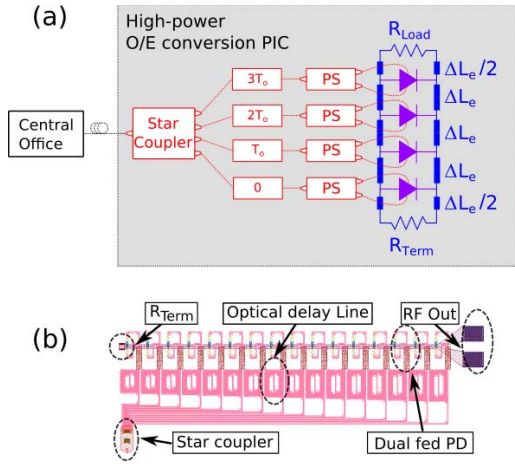 (a)
High-power
O/E conversion PIC
R_Load
ΔL_e/2
3T_o
PS
ΔL_e
2T_o
PS
Central
Office
Star
Coupler
ΔL_e
T_o
PS
ΔL_e
0
PS
ΔL_e/2
R_Term
(b)
R_Term
Optical delay Line
RF Out
Star coupler
Dual fed PD